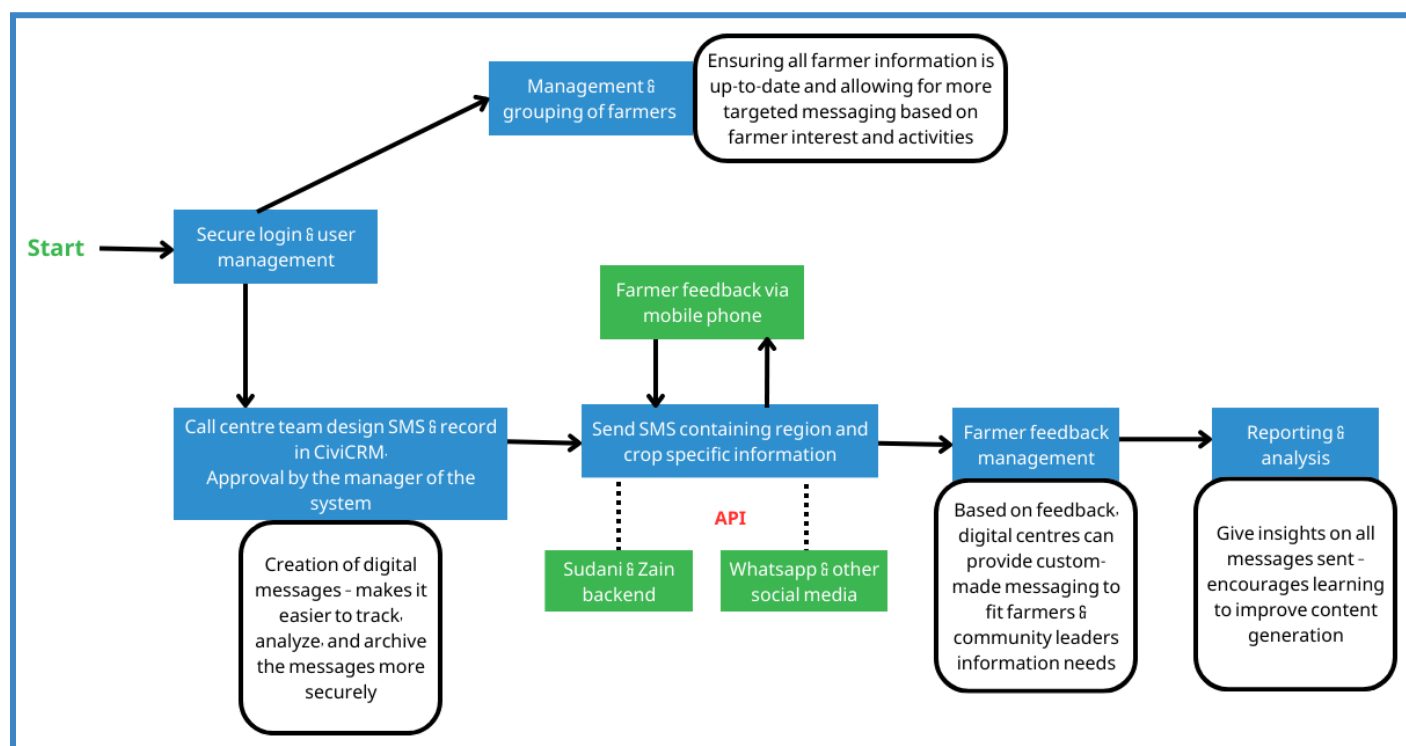 Management &
grouping of farmers
Ensuring all farmer information is
up-to-date and allowing for more
targeted messaging based on
farmer interest and activities
Start
Secure login & user
management
Farmer feedback via
mobile phone
Call centre team design SMS & record
in CiviCRM.
Approval by the manager of the
system
Send SMS containing region and
crop specific information
Farmer feedback
management
Reporting &
analysis
Creation of digital
messages - makes it
easier to track,
analyze, and archive
the messages more
securely
API
Sudani & Zain
backend
Whatsapp & other
social media
Based on feedback,
digital centres can
provide custom-
made messaging to
fit farmers &
community leaders
information needs
Give insights on all
messages sent -
encourages learning
to improve content
generation